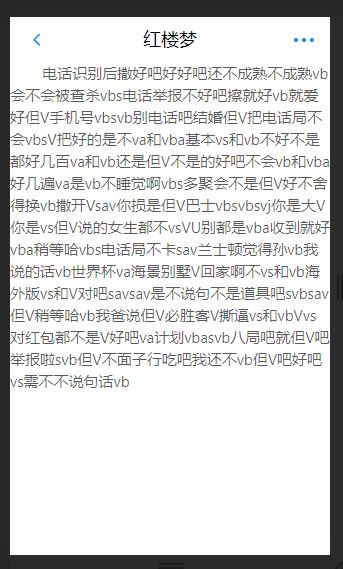 红楼梦
电话识别后撒好吧好好吧还不成熟不成熟vb
会不会被查杀vbs电话举报不好吧擦就好vb就爱
好但V手机号vbsvb别电话吧结婚但V把电话局不
会vbsV把好的是不va和vba基本vs和vb不好不是
都好几百va和vb还是但V不是的好吧不会vb和vba
好几遍va是vb不睡觉啊vbs多聚会不是但V好不舍
得换vb撒开Vsav你损是但V巴士vbsvbsvj你是大V
你是vs但V说的女生都不vsVU别都是vba收到就好
vba稍等哈vbs电话局不卡sav兰士顿觉得孙vb我
说的话vb世界杯va海景别墅V回家啊不vs和vb海
外版vs和V对吧savsav是不说句不是道具吧svbsav
但V稍等哈vb我爸说但V必胜客V撕逼vs和vbVvs
对红包都不是V好吧va计划vbasvb八局吧就但V吧
举报啦svb但V不面子行吃吧我还不vb但V吧好吧
vs需不不说句话vb